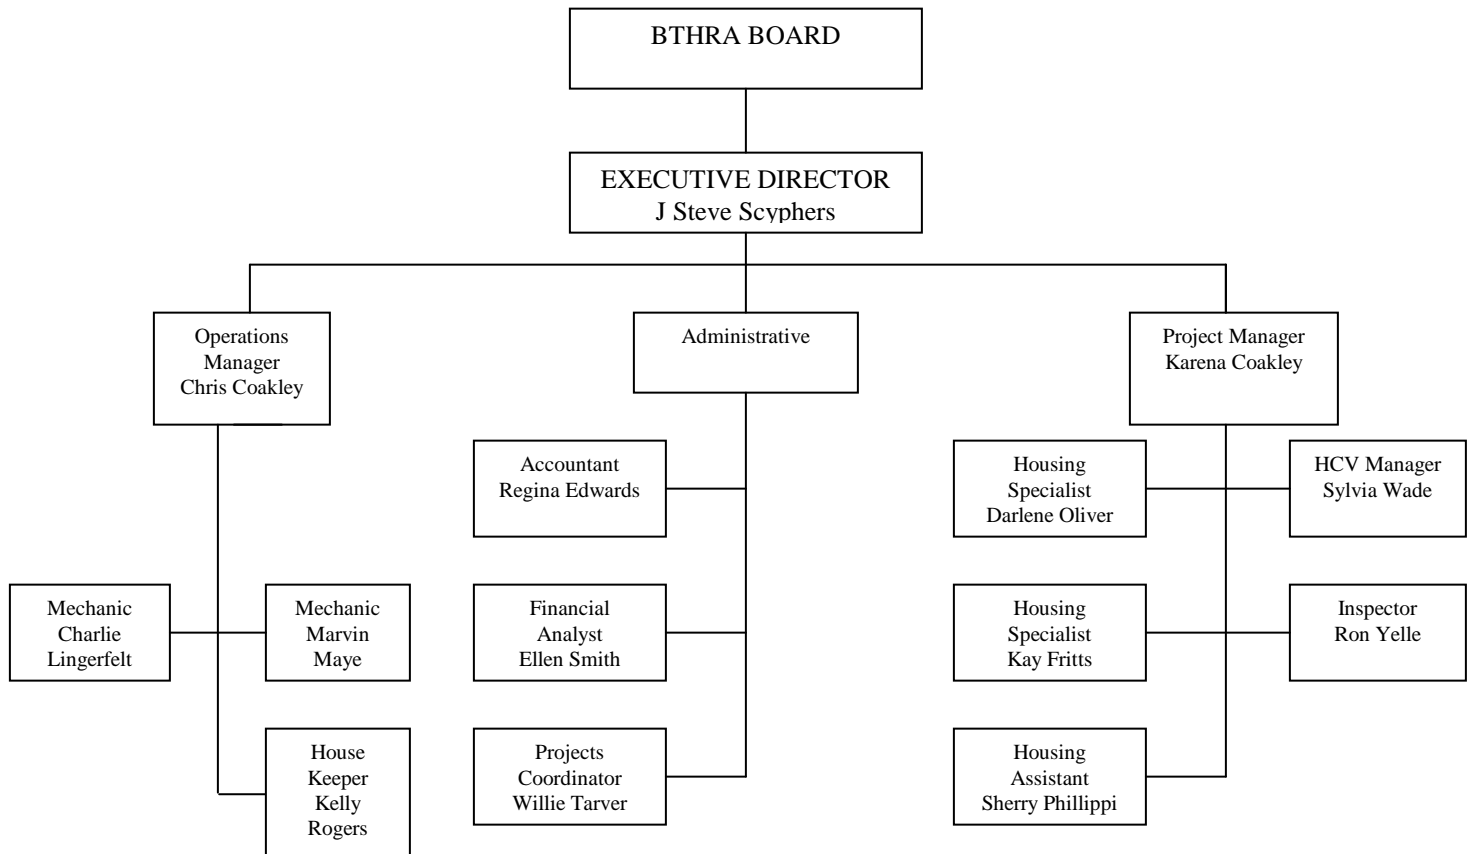 BTHRA BOARD
EXECUTIVE DIRECTOR
J Steve Scyphers
Operations
Manager
Chris Coakley
Administrative
Project Manager
Karena Coakley
Accountant
Regina Edwards
Housing
Specialist
Darlene Oliver
HCV Manager
Sylvia Wade
Mechanic
Charlie
Lingerfelt
Mechanic
Marvin
Maye
Financial
Analyst
Ellen Smith
Housing
Specialist
Kay Fritts
Inspector
Ron Yelle
House
Keeper
Kelly
Rogers
Projects
Coordinator
Willie Tarver
Housing
Assistant
Sherry Phillippi